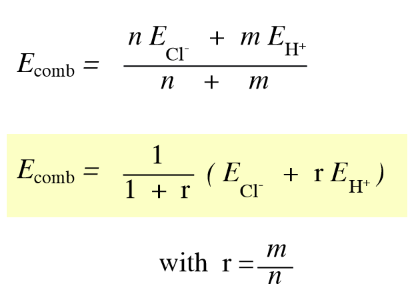 E_comb = (n E_Cl⁻ + m E_H⁺) / (n + m)
E_comb = 1 / (1 + r) ( E_Cl⁻ + r E_H⁺ )
with r = m / n